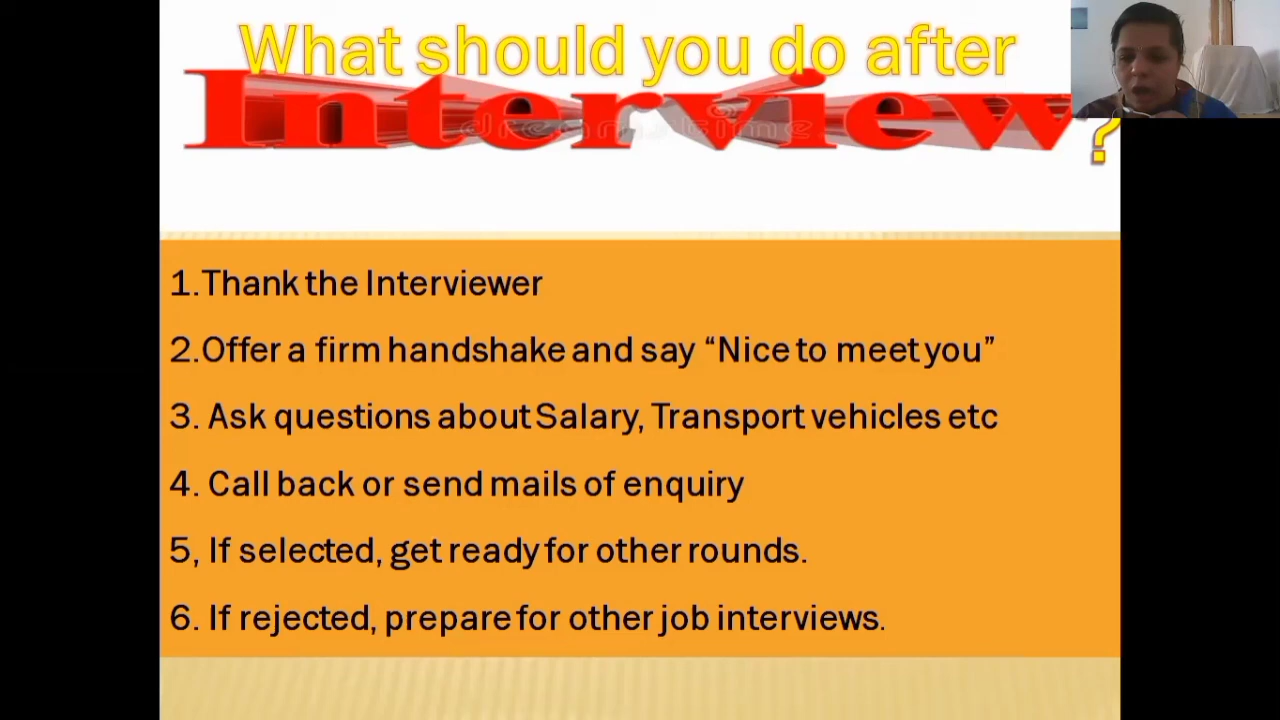 What should you do after
Interview
?
dreamstime
1.Thank the Interviewer
2.Offer a firm handshake and say “Nice to meet you”
3. Ask questions about Salary, Transport vehicles etc
4. Call back or send mails of enquiry
5, If selected, get ready for other rounds.
6. If rejected, prepare for other job interviews.